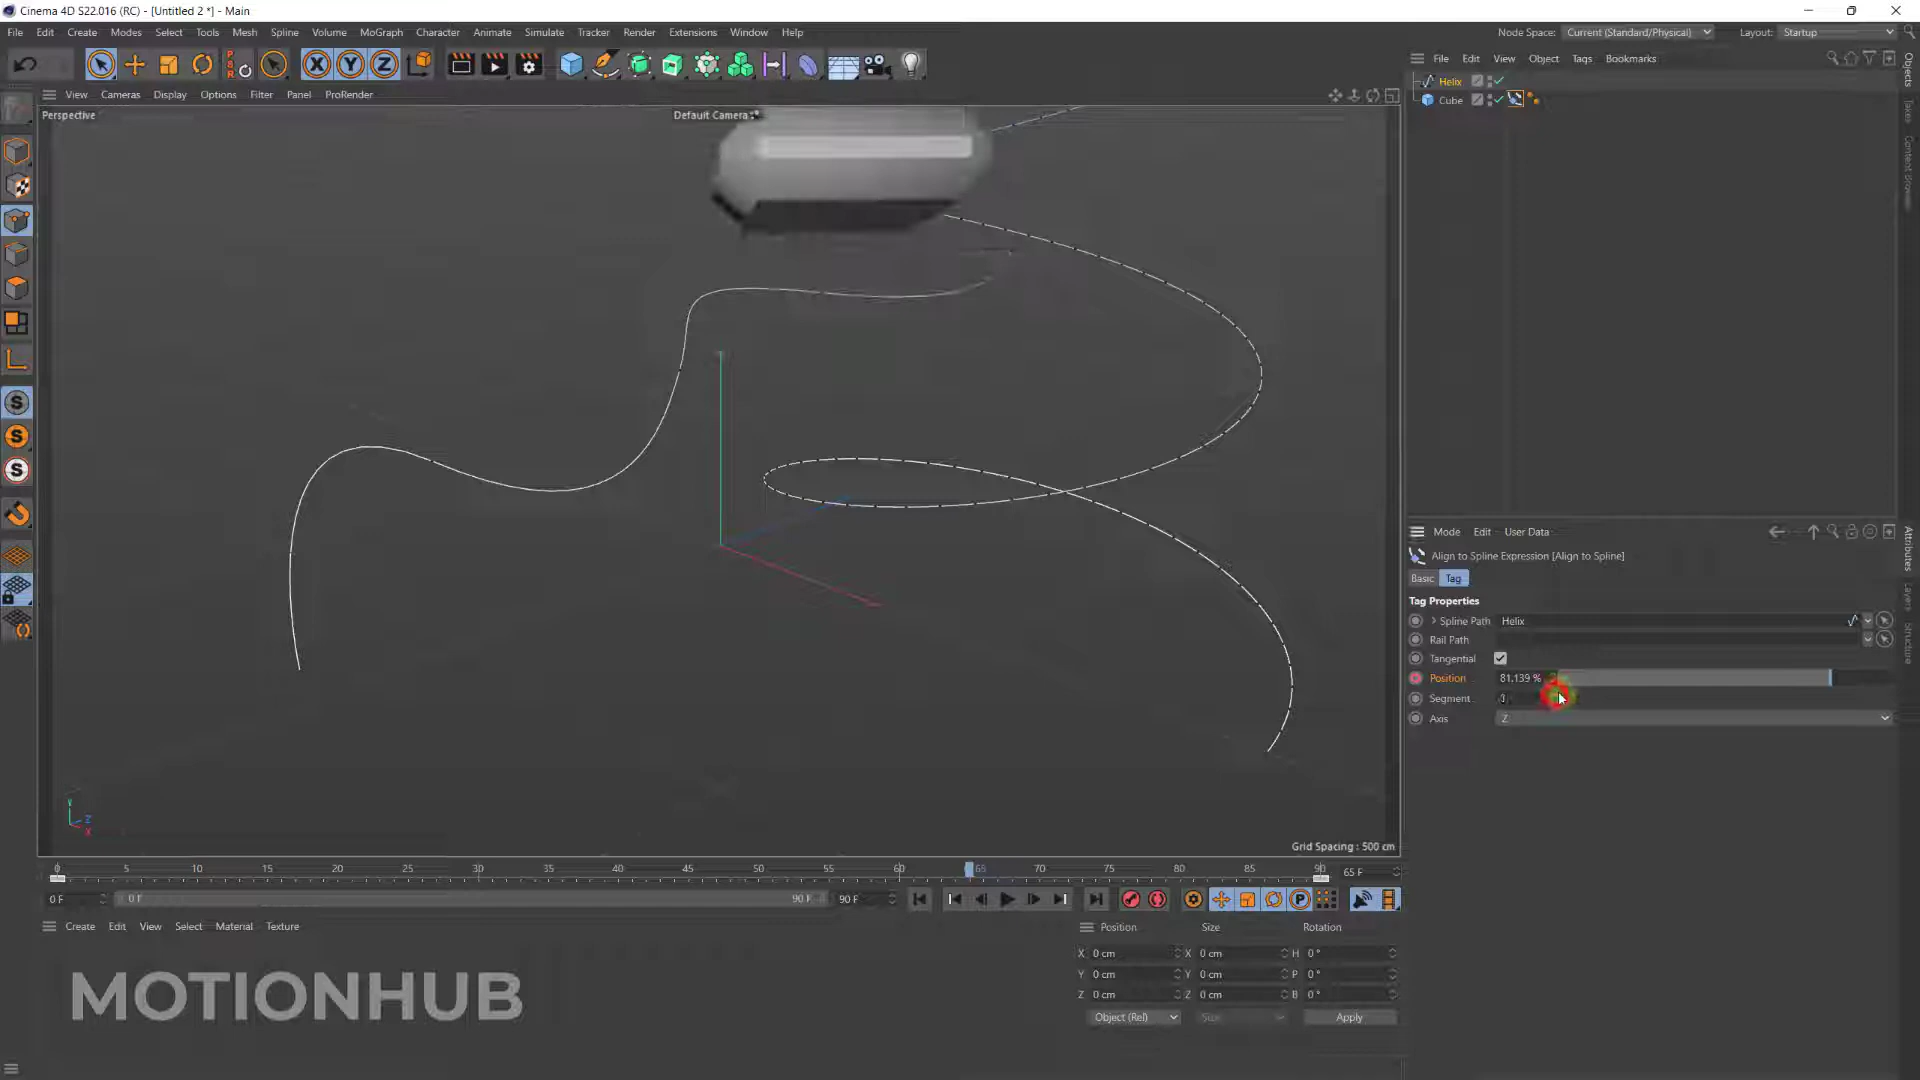 Cinema 4D S22.016 (RC) - [Untitled 2 *] - Main
File Edit Create Modes Select Tools Mesh Spline Volume MoGraph Character Animate Simulate Tracker Render Extensions Window Help
Node Space: Current (Standard/Physical) Layout: Startup
View Cameras Display Options Filter Panel ProRender
Perspective
Default Camera
File Edit View Object Tags Bookmarks
Helix
Cube
Objects
Takes
Content Browser
Mode Edit User Data
Align to Spline Expression [Align to Spline]
Basic Tag
Tag Properties
Spline Path Helix
Rail Path
Tangential
Position 81.139 %
Segment
Axis Z
Attributes
Layers
Structure
Y Z X
Grid Spacing : 500 cm
0 5 10 15 20 25 30 35 40 45 50 55 60 65 70 75 80 85 90 65 F
0 F 0 F 90 F 90 F
Create Edit View Select Material Texture
Position Size Rotation
X 0 cm X 0 cm H 0 °
Y 0 cm Y 0 cm P 0 °
Z 0 cm Z 0 cm B 0 °
Object (Rel) Size Apply
MOTIONHUB